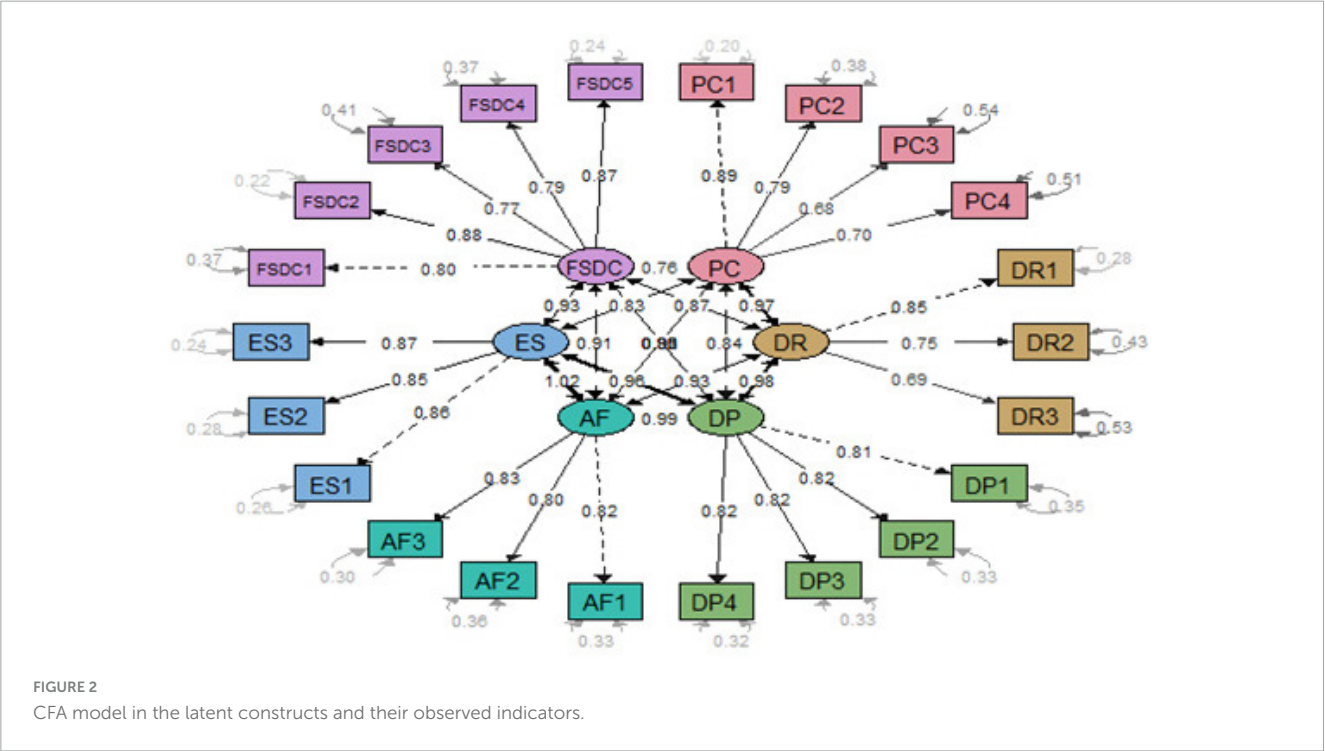 0.24 0.20
0.37 FSDC5 PC1 0.38
FSDC4 PC2
0.41 0.54
FSDC3 PC3
0.22 0.87 0.89 0.51
FSDC2 0.79 0.79 PC4
0.77 0.68
0.88 0.70
0.37 FSDC1 0.80 FSDC 0.76 PC DR1 0.28
0.93 0.83 0.87 0.97 0.85
0.24 ES3 0.87 ES 0.91 0.84 DR 0.75 DR2 0.43
0.85 1.02 0.96 0.93 0.98 0.69
0.28 ES2 0.86 AF 0.99 DP DR3 0.53
0.81
0.26 ES1 0.83 0.82 DP1 0.35
0.80 0.82 0.82 0.82
AF3 DP2
0.30 AF2 DP3 0.33
0.36 AF1 DP4 0.33
0.33 0.32
FIGURE 2
CFA model in the latent constructs and their observed indicators.